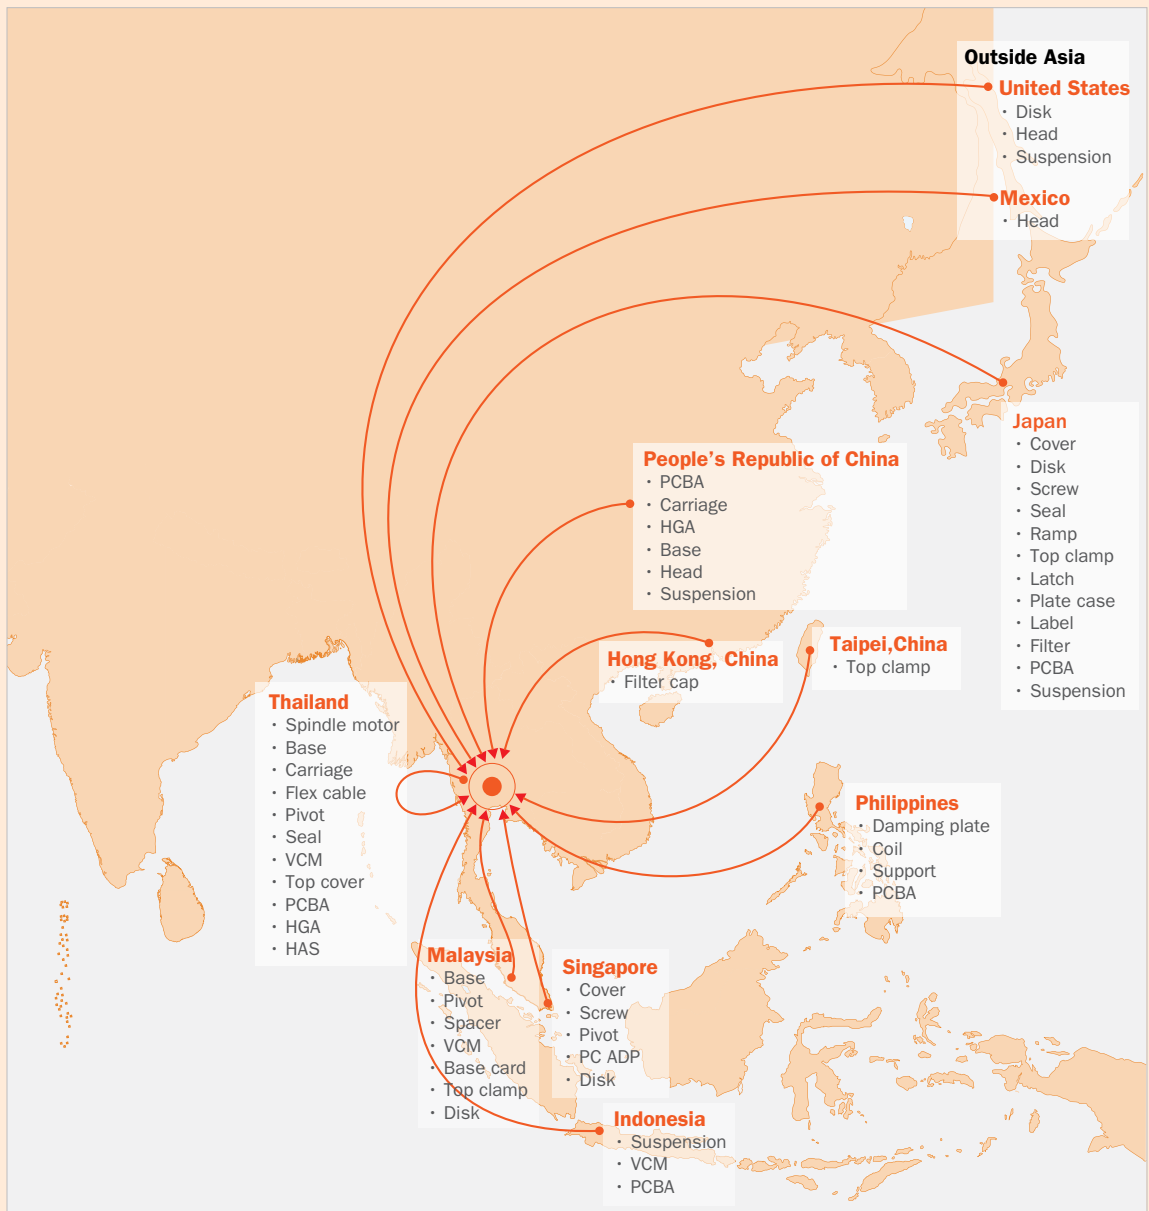 Outside Asia
United States
· Disk
· Head
· Suspension
Mexico
· Head
Japan
· Cover
· Disk
· Screw
· Seal
· Ramp
· Top clamp
· Latch
· Plate case
· Label
· Filter
· PCBA
· Suspension
People’s Republic of China
· PCBA
· Carriage
· HGA
· Base
· Head
· Suspension
Hong Kong, China
· Filter cap
Taipei,China
· Top clamp
Thailand
· Spindle motor
· Base
· Carriage
· Flex cable
· Pivot
· Seal
· VCM
· Top cover
· PCBA
· HGA
· HAS
Philippines
· Damping plate
· Coil
· Support
· PCBA
Malaysia
· Base
· Pivot
· Spacer
· VCM
· Base card
· Top clamp
· Disk
Singapore
· Cover
· Screw
· Pivot
· PC ADP
· Disk
Indonesia
· Suspension
· VCM
· PCBA